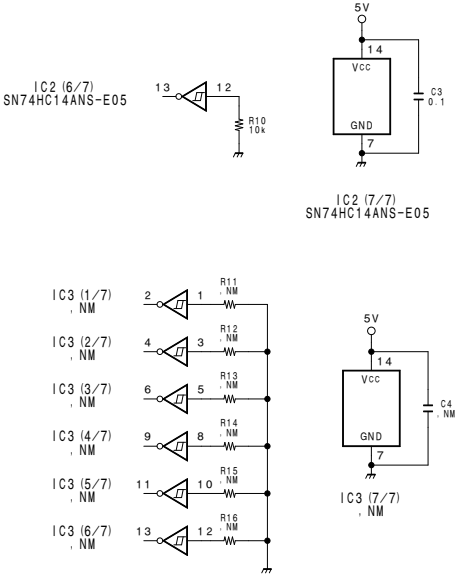 5V
14
VCC
GND
7
C3
0.1
IC2 (6/7)
SN74HC14ANS-E05
13
12
R10
10k
IC2 (7/7)
SN74HC14ANS-E05
IC3 (1/7)
, NM
2
1
R11
, NM
IC3 (2/7)
, NM
4
3
R12
, NM
IC3 (3/7)
, NM
6
5
R13
, NM
IC3 (4/7)
, NM
9
8
R14
, NM
IC3 (5/7)
, NM
11
10
R15
, NM
IC3 (6/7)
, NM
13
12
R16
, NM
5V
14
VCC
GND
7
C4
, NM
IC3 (7/7)
, NM